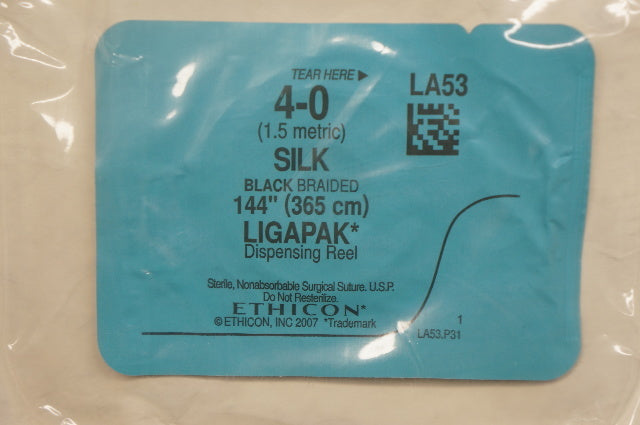 TEAR HERE ▶
LA53
4-0
(1.5 metric)
SILK
BLACK BRAIDED
144" (365 cm)
LIGAPAK*
Dispensing Reel
Sterile, Nonabsorbable Surgical Suture. U.S.P.
Do Not Resterilize.
ETHICON*
© ETHICON, INC 2007 *Trademark
1
LA53.P31